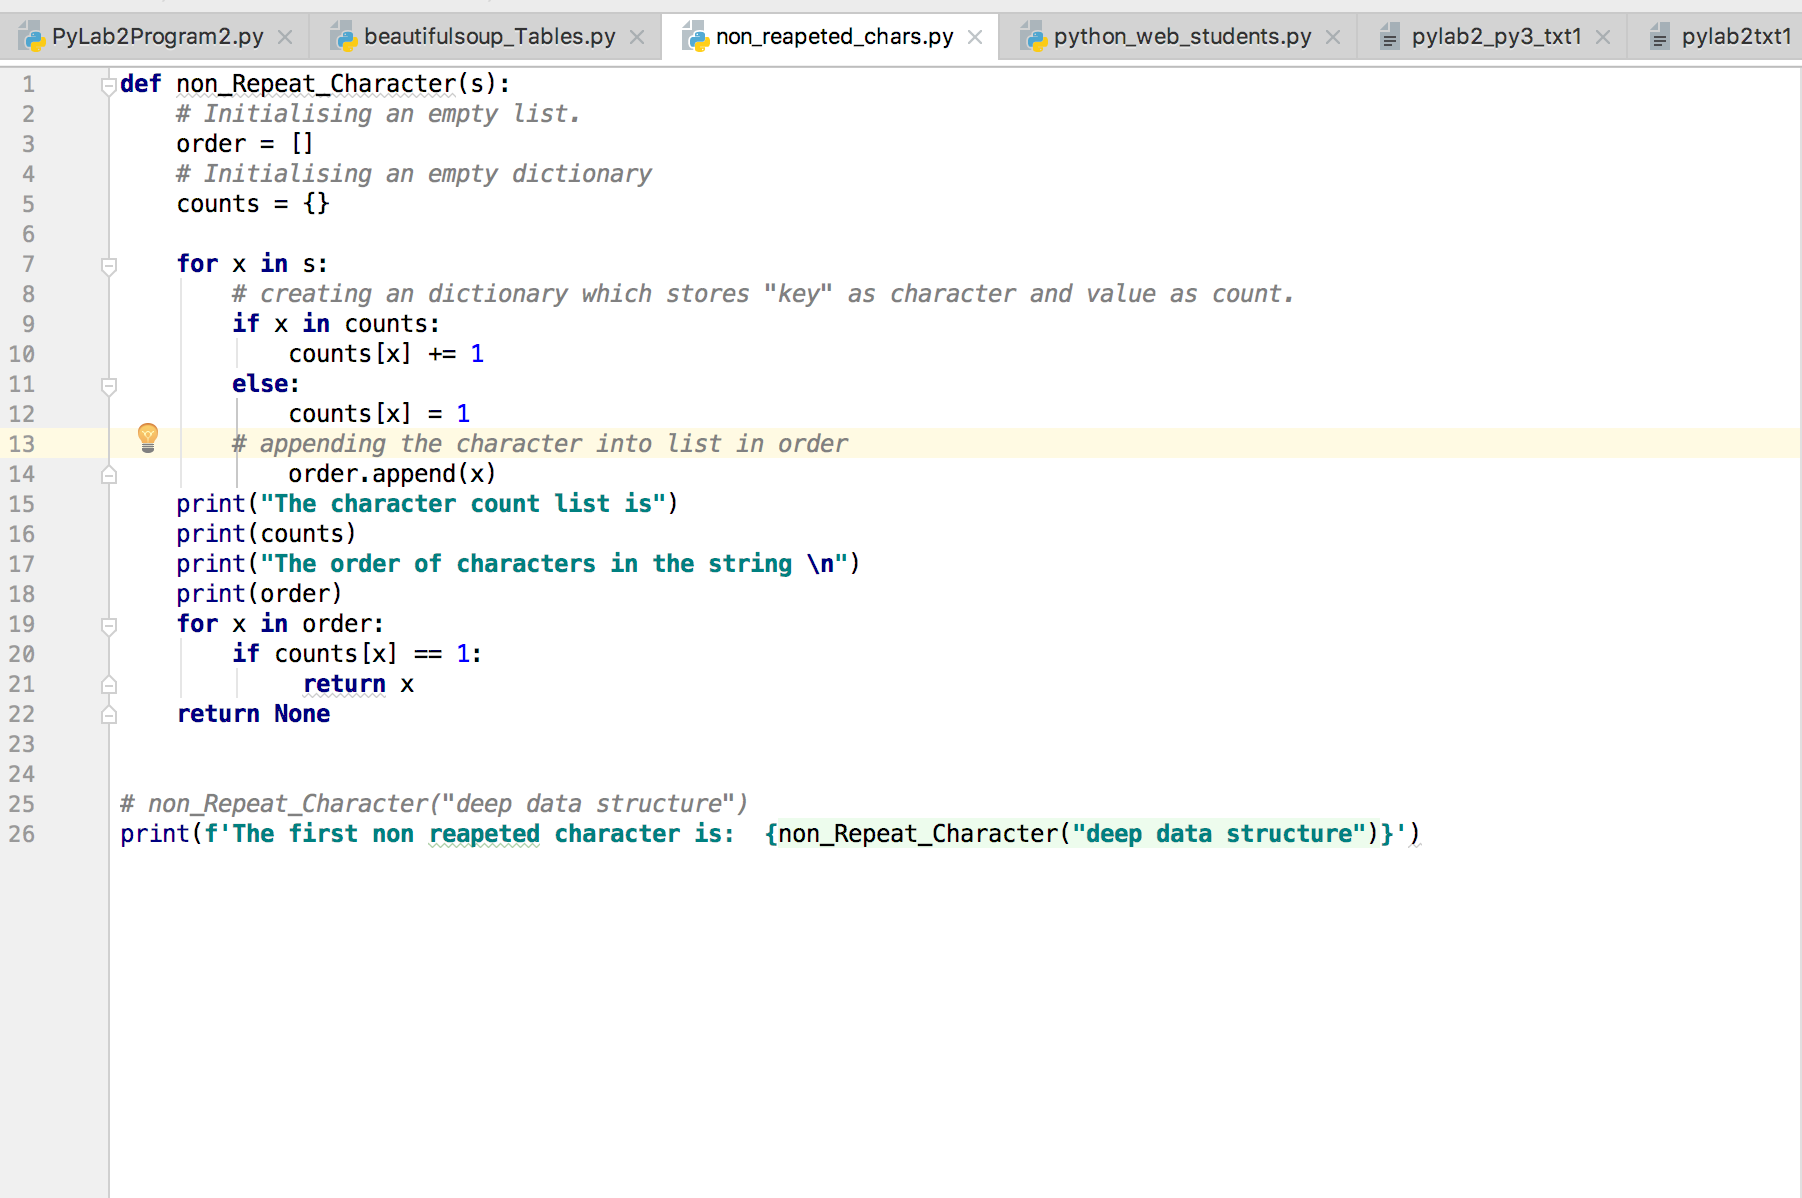 PyLab2Program2.py beautifulsoup_Tables.py non_reapeted_chars.py python_web_students.py pylab2_py3_txt1 pylab2txt1
1 def non_Repeat_Character(s):
2     # Initialising an empty list.
3     order = []
4     # Initialising an empty dictionary
5     counts = {}
6
7     for x in s:
8         # creating an dictionary which stores "key" as character and value as count.
9         if x in counts:
10             counts[x] += 1
11         else:
12             counts[x] = 1
13         # appending the character into list in order
14             order.append(x)
15     print("The character count list is")
16     print(counts)
17     print("The order of characters in the string \n")
18     print(order)
19     for x in order:
20         if counts[x] == 1:
21              return x
22     return None
23
24
25 # non_Repeat_Character("deep data structure")
26 print(f'The first non reapeted character is:  {non_Repeat_Character("deep data structure")}')